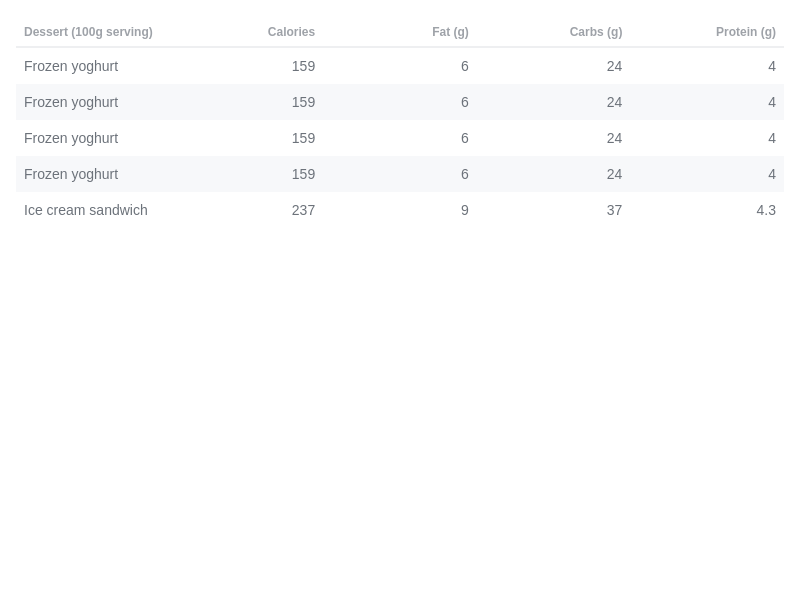 Dessert (100g serving) Calories Fat (g) Carbs (g) Protein (g)
Frozen yoghurt 159 6 24 4
Frozen yoghurt 159 6 24 4
Frozen yoghurt 159 6 24 4
Frozen yoghurt 159 6 24 4
Ice cream sandwich 237 9 37 4.3